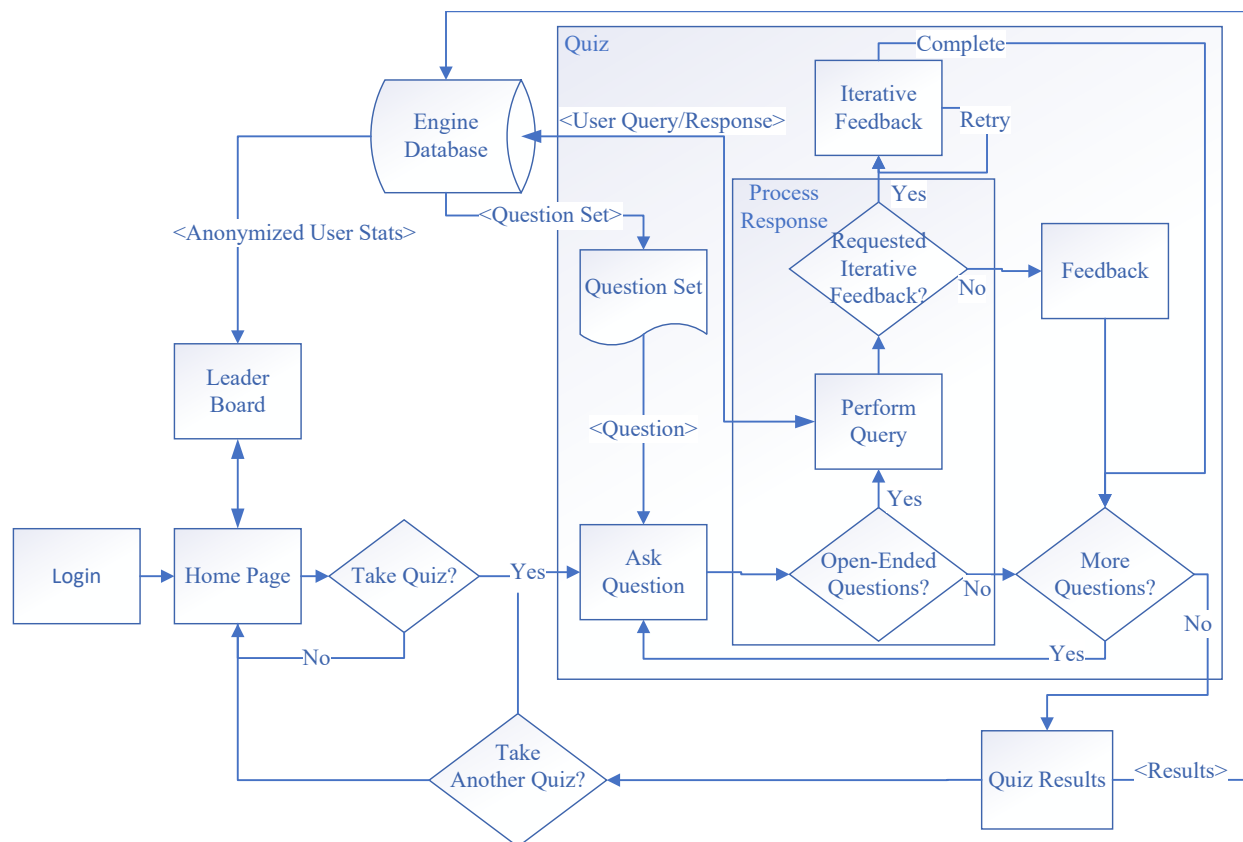 Quiz
Complete
Iterative
Feedback
Engine
Database
<User Query/Response>
Retry
Process
Response
Yes
<Question Set>
<Anonymized User Stats>
Requested
Iterative
Feedback?
No
Feedback
Question Set
Leader
Board
Perform
Query
<Question>
Yes
Login
Home Page
Take Quiz?
Yes
Ask
Question
Open-Ended
Questions?
No
More
Questions?
No
No
Yes
Take
Another Quiz?
Quiz Results
<Results>